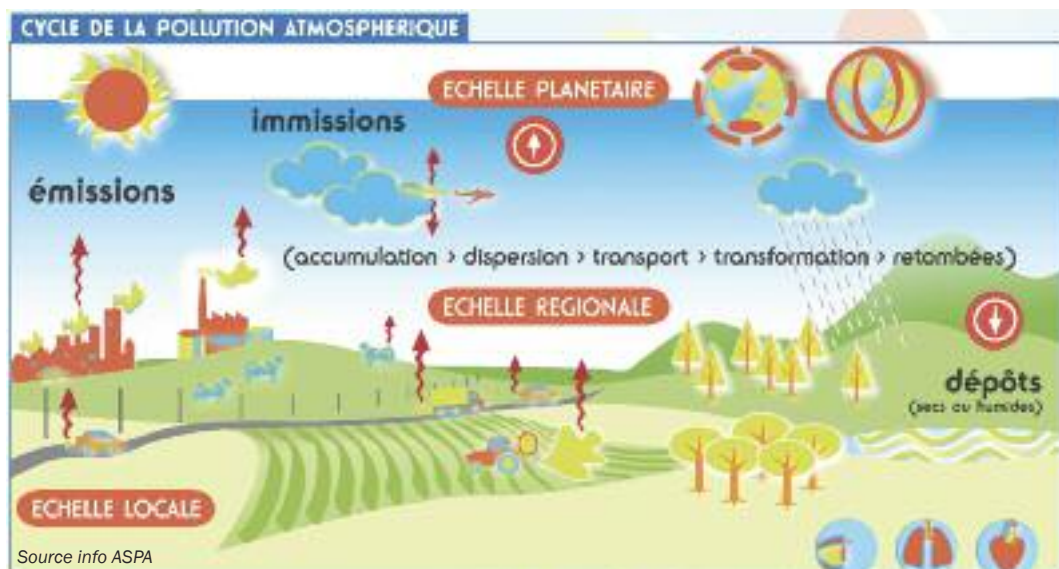 CYCLE DE LA POLLUTION ATMOSPHERIQUE
ECHELLE PLANETAIRE
immissions
émissions
(accumulation > dispersion > transport > transformation > retombées)
ECHELLE REGIONALE
dépôts
(secs ou humides)
ECHELLE LOCALE
Source info ASPA